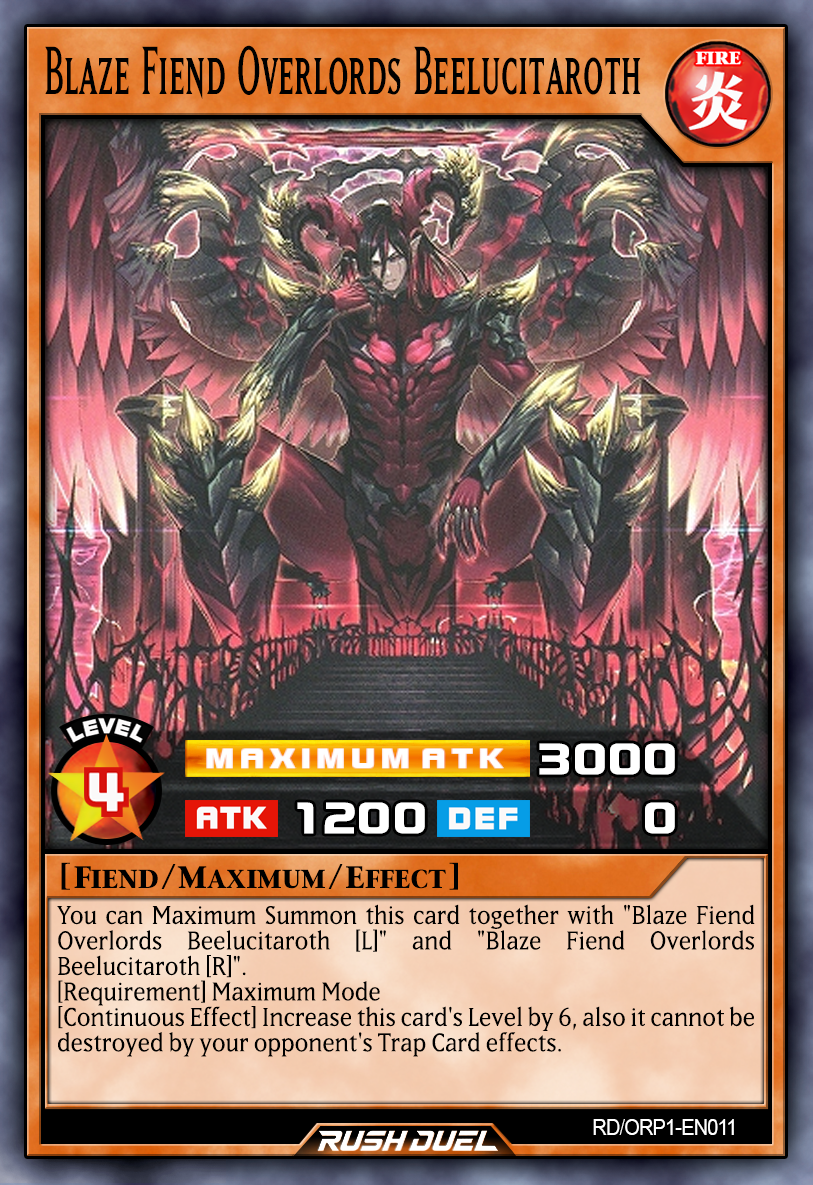 BLAZE FIEND OVERLORDS BEELUCITAROTH
FIRE
炎
LEVEL
4
MAXIMUM ATK 3000
ATK 1200 DEF 0
[FIEND/MAXIMUM/EFFECT]
You can Maximum Summon this card together with "Blaze Fiend
Overlords Beelucitaroth [L]" and "Blaze Fiend Overlords
Beelucitaroth [R]".
[Requirement] Maximum Mode
[Continuous Effect] Increase this card's Level by 6, also it cannot be
destroyed by your opponent's Trap Card effects.
RUSH DUEL
RD/ORP1-EN011